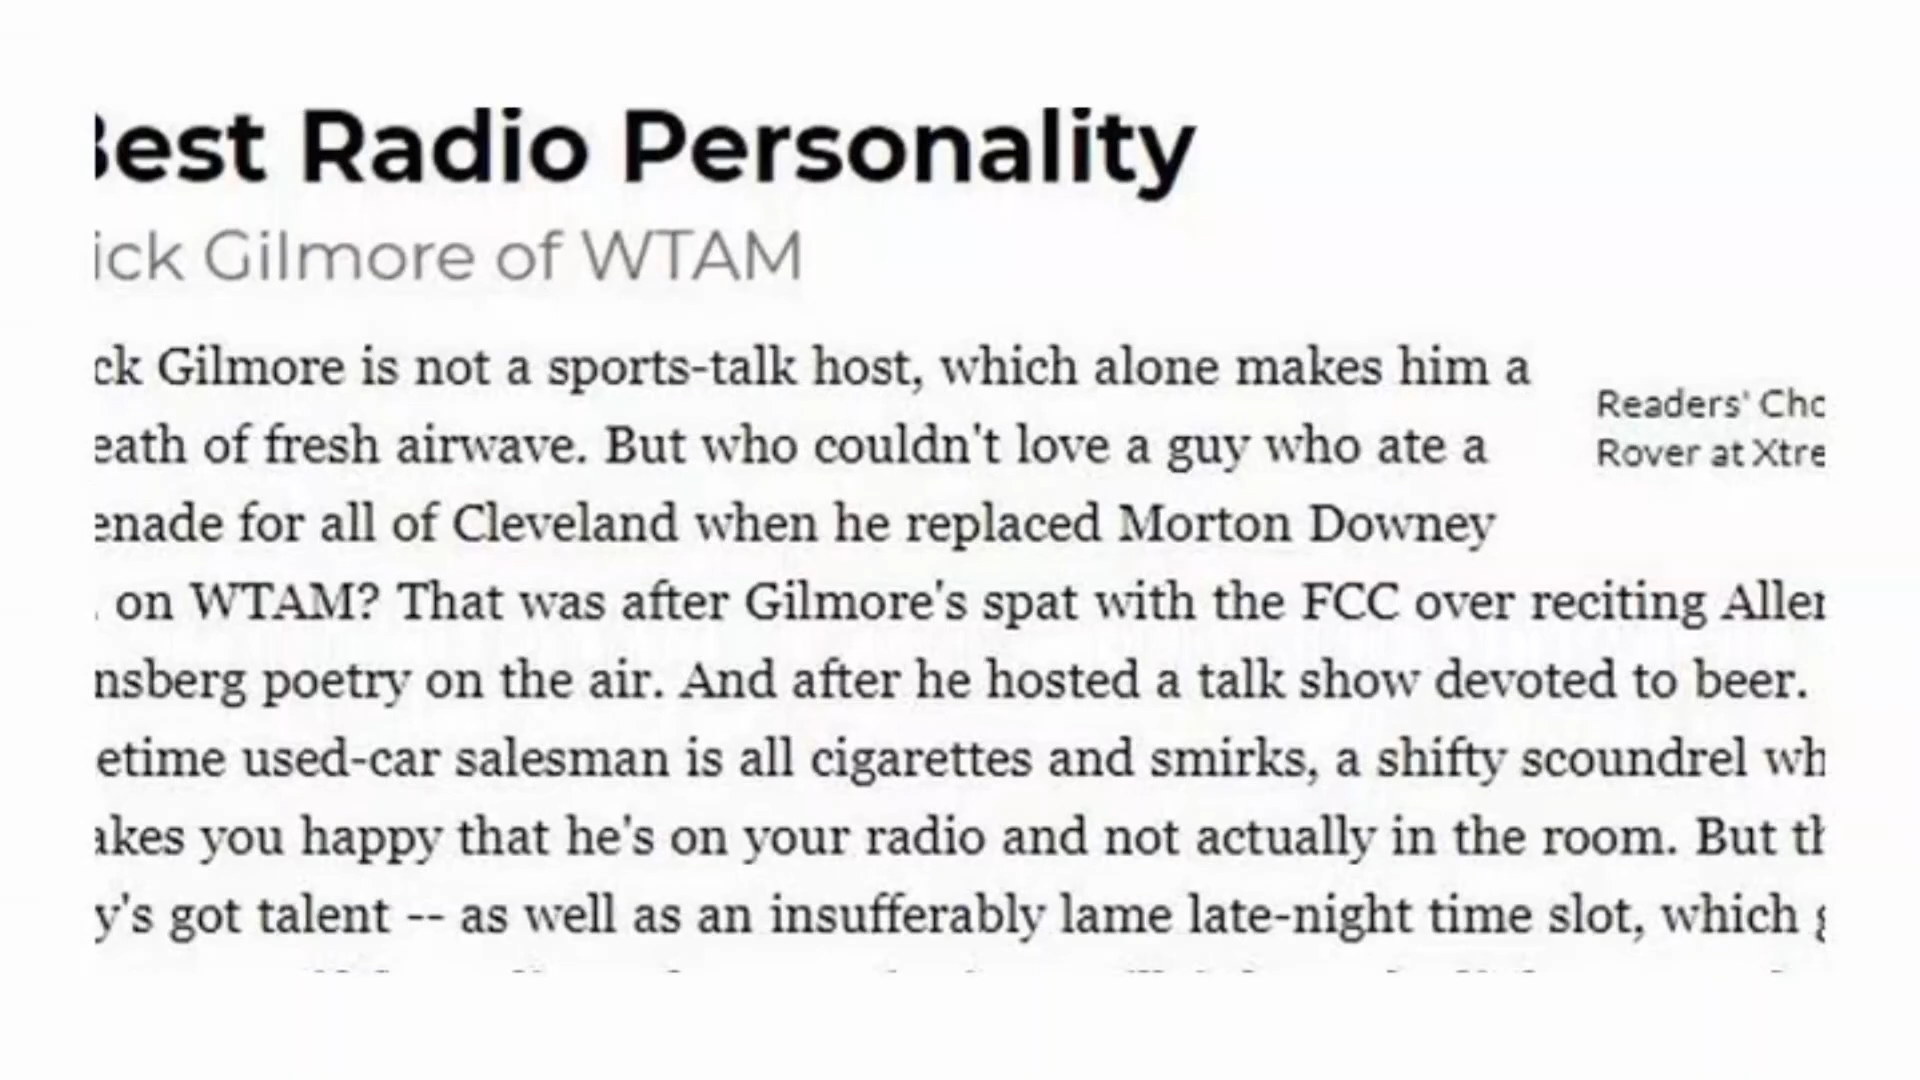 Best Radio Personality
ick Gilmore of WTAM
ck Gilmore is not a sports-talk host, which alone makes him a
eath of fresh airwave. But who couldn't love a guy who ate a
enade for all of Cleveland when he replaced Morton Downey
. on WTAM? That was after Gilmore's spat with the FCC over reciting Aller
nsberg poetry on the air. And after he hosted a talk show devoted to beer.
etime used-car salesman is all cigarettes and smirks, a shifty scoundrel wh
akes you happy that he's on your radio and not actually in the room. But th
y's got talent -- as well as an insufferably lame late-night time slot, which g
Readers' Cho
Rover at Xtre